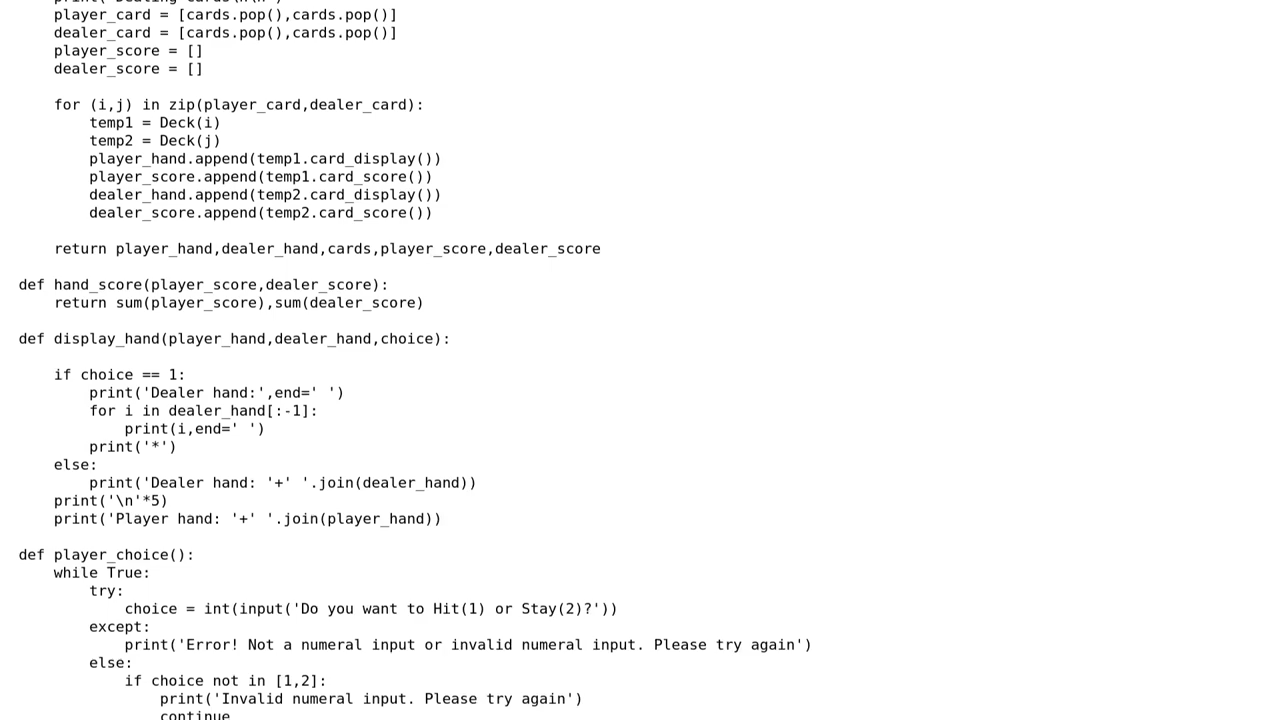 print('Dealing cards\n\n')
    player_card = [cards.pop(),cards.pop()]
    dealer_card = [cards.pop(),cards.pop()]
    player_score = []
    dealer_score = []

    for (i,j) in zip(player_card,dealer_card):
        temp1 = Deck(i)
        temp2 = Deck(j)
        player_hand.append(temp1.card_display())
        player_score.append(temp1.card_score())
        dealer_hand.append(temp2.card_display())
        dealer_score.append(temp2.card_score())

    return player_hand,dealer_hand,cards,player_score,dealer_score

def hand_score(player_score,dealer_score):
    return sum(player_score),sum(dealer_score)

def display_hand(player_hand,dealer_hand,choice):

    if choice == 1:
        print('Dealer hand:',end=' ')
        for i in dealer_hand[:-1]:
            print(i,end=' ')
        print('*')
    else:
        print('Dealer hand: '+' '.join(dealer_hand))
    print('\n'*5)
    print('Player hand: '+' '.join(player_hand))

def player_choice():
    while True:
        try:
            choice = int(input('Do you want to Hit(1) or Stay(2)?'))
        except:
            print('Error! Not a numeral input or invalid numeral input. Please try again')
        else:
            if choice not in [1,2]:
                print('Invalid numeral input. Please try again')
                continue